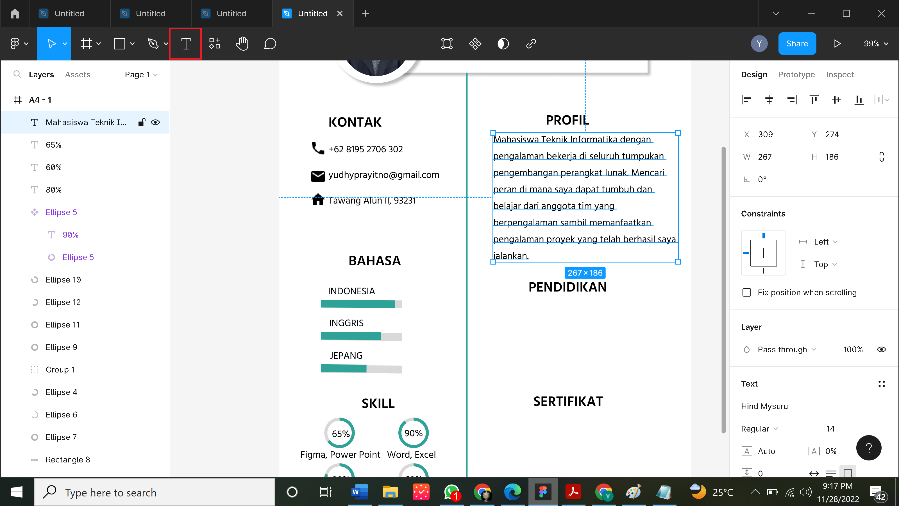 Untitled
Untitled
Untitled
Untitled
Y
Share
99%
Layers
Assets
Page 1
A4 - 1
Mahasiswa Teknik I...
65%
60%
80%
Ellipse 5
90%
Ellipse 5
Ellipse 10
Ellipse 12
Ellipse 11
Ellipse 9
Group 1
Ellipse 4
Ellipse 6
Ellipse 7
Rectangle 8
KONTAK
+62 8195 2706 302
yudhyprayitno@gmail.com
Tawang Alun II, 93231
BAHASA
INDONESIA
INGGRIS
JEPANG
SKILL
65%
90%
Figma, Power Point
Word, Excel
PROFIL
Mahasiswa Teknik Informatika dengan
pengalaman bekerja di seluruh tumpukan
pengembangan perangkat lunak. Mencari
peran di mana saya dapat tumbuh dan
belajar dari anggota tim yang
berpengalaman sambil memanfaatkan
pengalaman proyek yang telah berhasil saya
jalankan.
267 × 186
PENDIDIKAN
SERTIFIKAT
Design
Prototype
Inspect
X 309
Y 274
W 267
H 186
0°
Constraints
Left
Top
Fix position when scrolling
Layer
Pass through
100%
Text
Hind Mysuru
Regular
14
Auto
0%
0
?
Type here to search
1
25°C
9:17 PM
11/28/2022
42